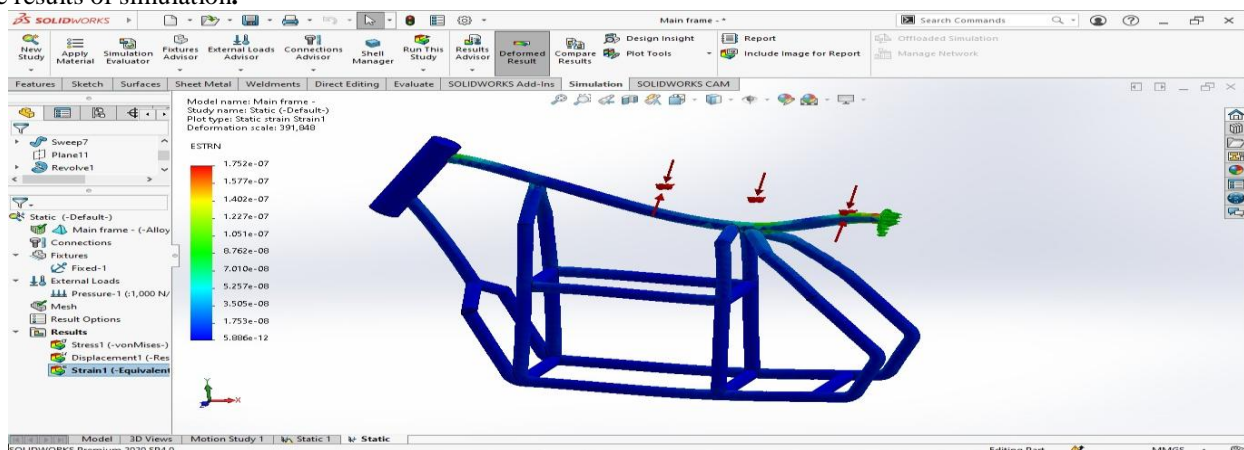 e results of simulation.
SOLIDWORKS
Main frame - *
Search Commands
New Study
Apply Material
Simulation Evaluator
Fixtures Advisor
External Loads Advisor
Connections Advisor
Shell Manager
Run This Study
Results Advisor
Deformed Result
Compare Results
Design Insight
Plot Tools
Report
Include Image for Report
Offloaded Simulation
Manage Network
Features Sketch Surfaces Sheet Metal Weldments Direct Editing Evaluate SOLIDWORKS Add-Ins Simulation SOLIDWORKS CAM
Model name: Main frame -
Study name: Static (-Default-)
Plot type: Static strain Strain1
Deformation scale: 391,848
ESTRN
1.752e-07
1.577e-07
1.402e-07
1.227e-07
1.051e-07
8.762e-08
7.010e-08
5.257e-08
3.505e-08
1.753e-08
5.886e-12
Sweep7
Plane11
Revolve1
Static (-Default-)
Main frame - (-Alloy
Connections
Fixtures
Fixed-1
External Loads
Pressure-1 (:1,000 N/
Mesh
Result Options
Results
Stress1 (-vonMises-)
Displacement1 (-Res
Strain1 (-Equivalent
Y
X
Model 3D Views Motion Study 1 Static 1 Static
SOLIDWORKS Premium 2020 SP4.0
Editing Part
MMGS